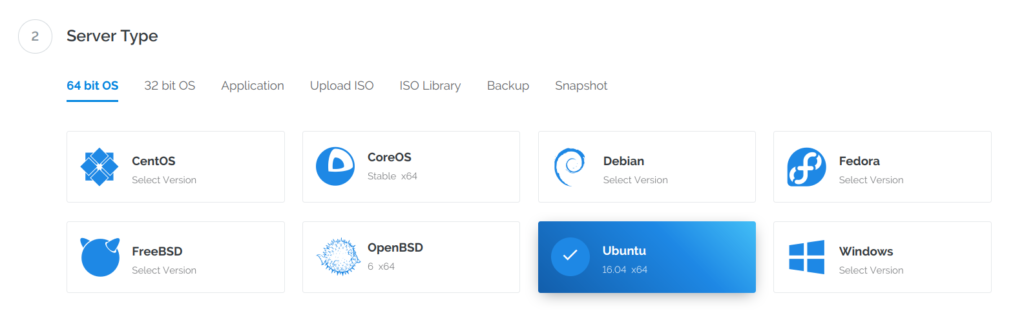 2 Server Type
64 bit OS 32 bit OS Application Upload ISO ISO Library Backup Snapshot
CentOS
Select Version
CoreOS
Stable x64
Debian
Select Version
Fedora
Select Version
FreeBSD
Select Version
OpenBSD
6 x64
Ubuntu
16.04 x64
Windows
Select Version